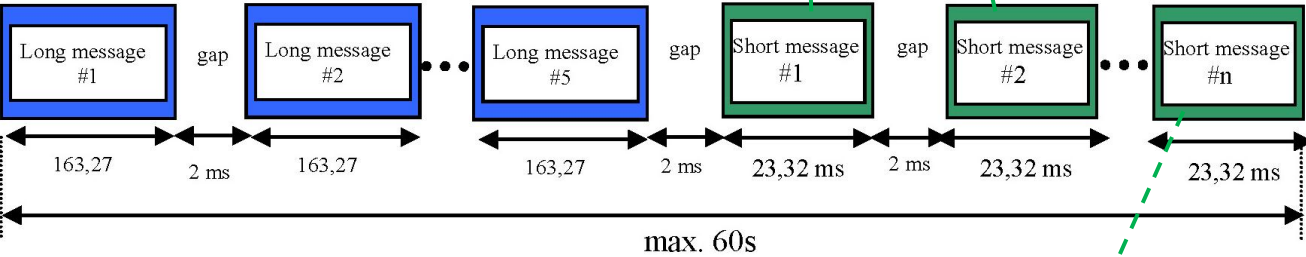 Long message
#1
gap
Long message
#2
Long message
#5
gap
Short message
#1
gap
Short message
#2
Short message
#n
163,27
2 ms
163,27
163,27
2 ms
23,32 ms
2 ms
23,32 ms
23,32 ms
max. 60s